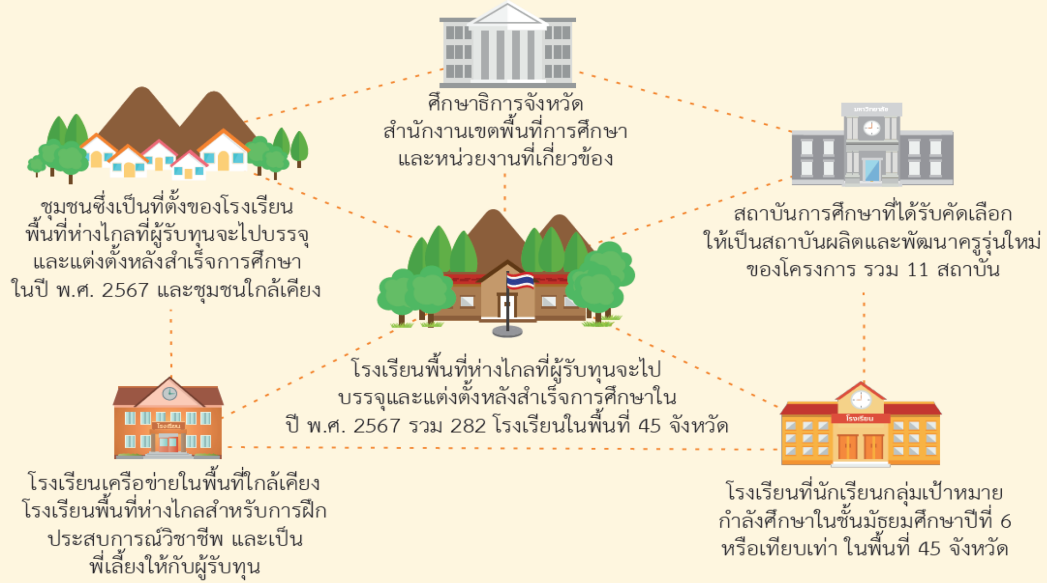 ศึกษาธิการจังหวัด
สำนักงานเขตพื้นที่การศึกษา
และหน่วยงานที่เกี่ยวข้อง
ชุมชนซึ่งเป็นที่ตั้งของโรงเรียน
พื้นที่ห่างไกลที่ผู้รับทุนจะไปบรรจุ
และแต่งตั้งหลังสำเร็จการศึกษา
ในปี พ.ศ. 2567 และชุมชนใกล้เคียง
มหาวิทยาลัย
สถาบันการศึกษาที่ได้รับคัดเลือก
ให้เป็นสถาบันผลิตและพัฒนาครูรุ่นใหม่
ของโครงการ รวม 11 สถาบัน
โรงเรียนพื้นที่ห่างไกลที่ผู้รับทุนจะไป
บรรจุและแต่งตั้งหลังสำเร็จการศึกษาใน
ปี พ.ศ. 2567 รวม 282 โรงเรียนในพื้นที่ 45 จังหวัด
โรงเรียน
โรงเรียนเครือข่ายในพื้นที่ใกล้เคียง
โรงเรียนพื้นที่ห่างไกลสำหรับการฝึก
ประสบการณ์วิชาชีพ และเป็น
พี่เลี้ยงให้กับผู้รับทุน
โรงเรียน
โรงเรียนที่นักเรียนกลุ่มเป้าหมาย
กำลังศึกษาในชั้นมัธยมศึกษาปีที่ 6
หรือเทียบเท่า ในพื้นที่ 45 จังหวัด